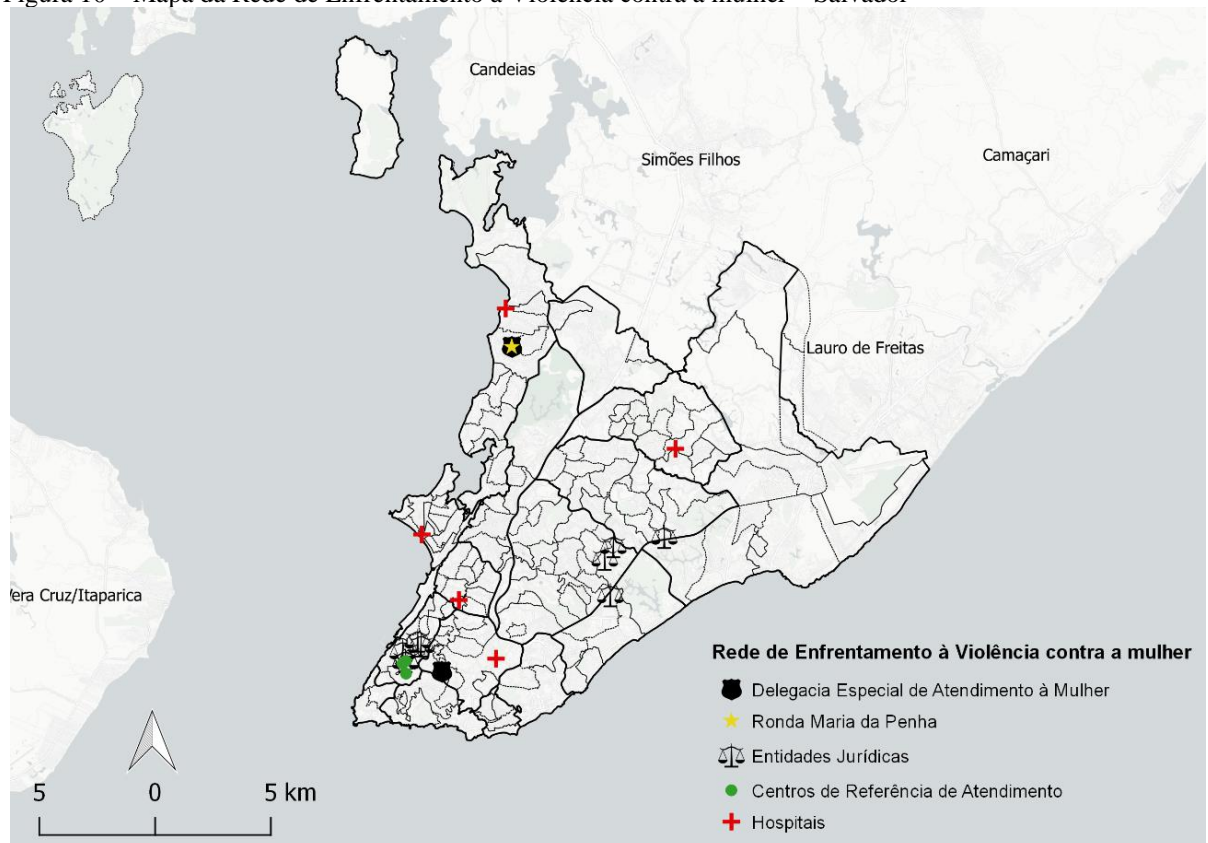 Figura 10 – Mapa da Rede de Enfrentamento à Violência contra a mulher – Salvador
Candeias
Simões Filhos
Camaçari
Lauro de Freitas
Vera Cruz/Itaparica
Rede de Enfrentamento à Violência contra a mulher
Delegacia Especial de Atendimento à Mulher
Ronda Maria da Penha
Entidades Jurídicas
Centros de Referência de Atendimento
Hospitais
5 0 5 km